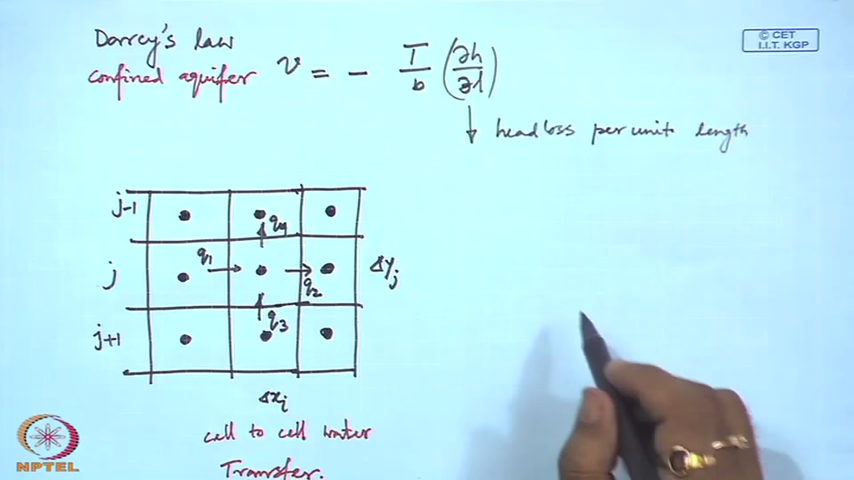 Darcey's law
© CET
I.I.T. KGP
confined aquifer v = - T/b (∂h/∂l)
head loss per unit length
j-1
q4
j q1 q2 Δyj
j+1 q3
Δxi
cell to cell water
Transfer.
NPTEL